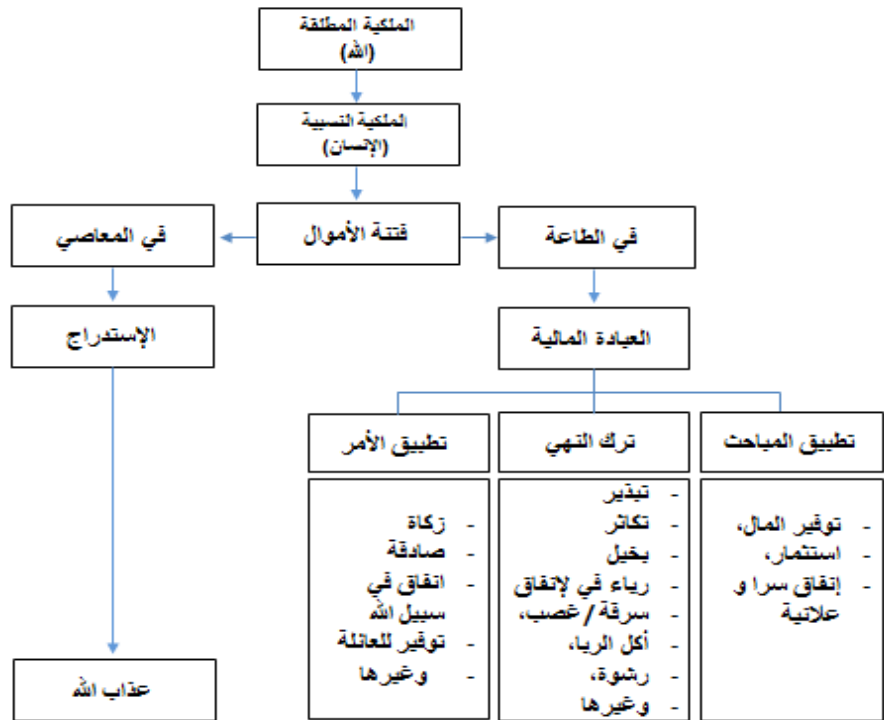 الملكية المطلقة
(الله)
الملكية النسبية
(الإنسان)
في الطاعة
فتنة الأموال
في المعاصي
العبادة المالية
الإستدراج
تطبيق المباحث
ترك النهي
تطبيق الأمر
- توفير المال،
- استثمار،
- إنفاق سرا و
علانية
- تبذير
- تكاثر
- بخيل
- رياء في لإنفاق
- سرقة/غصب،
- أكل الربا،
- رشوة،
- وغيرها
- زكاة
- صادقة
- انفاق في
سبيل الله
- توفير للعائلة
- وغيرها
عذاب الله